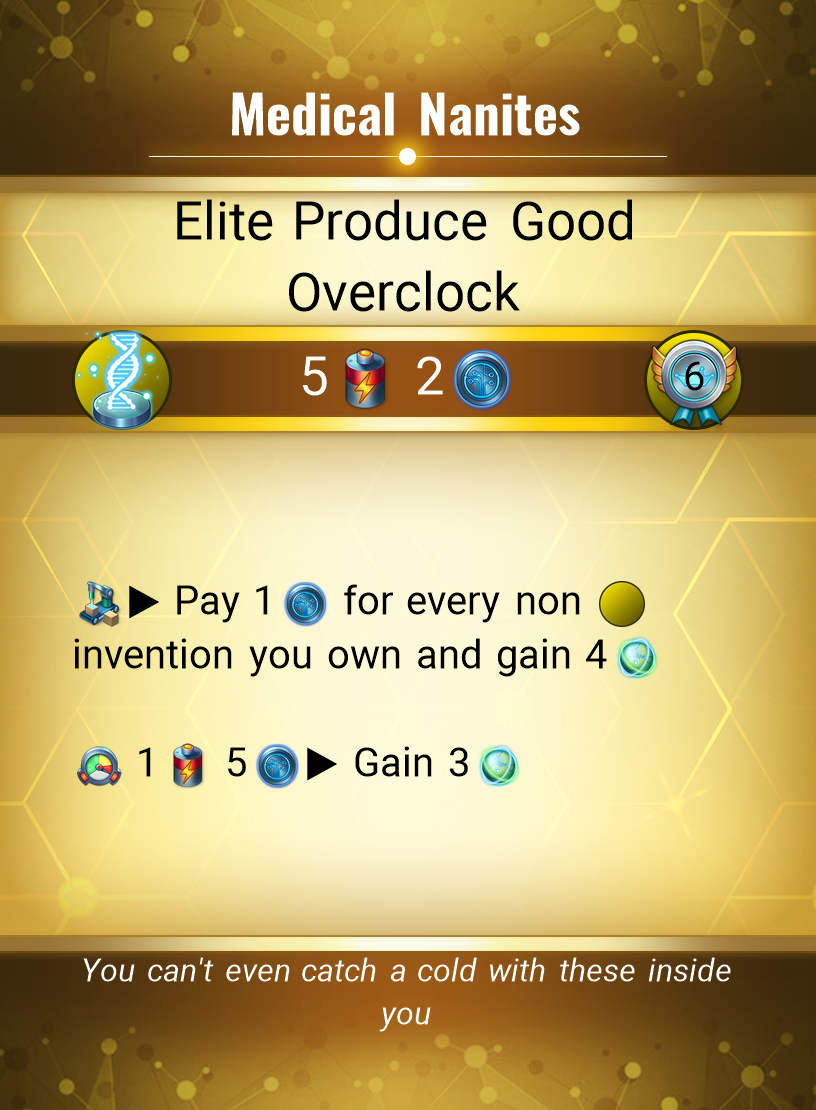 Medical Nanites
Elite Produce Good
Overclock
5 2 6
▶ Pay 1 for every non
invention you own and gain 4
1 5 ▶ Gain 3
You can't even catch a cold with these inside
you